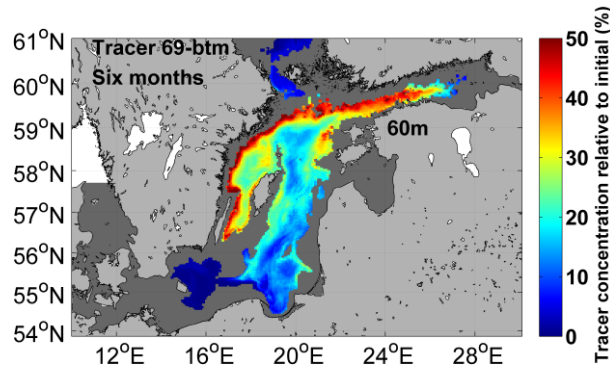 Tracer 69-btm
Six months
60m
61°N
60°N
59°N
58°N
57°N
56°N
55°N
54°N
12°E
16°E
20°E
24°E
28°E
50
40
30
20
10
0
Tracer concentration relative to initial (%)